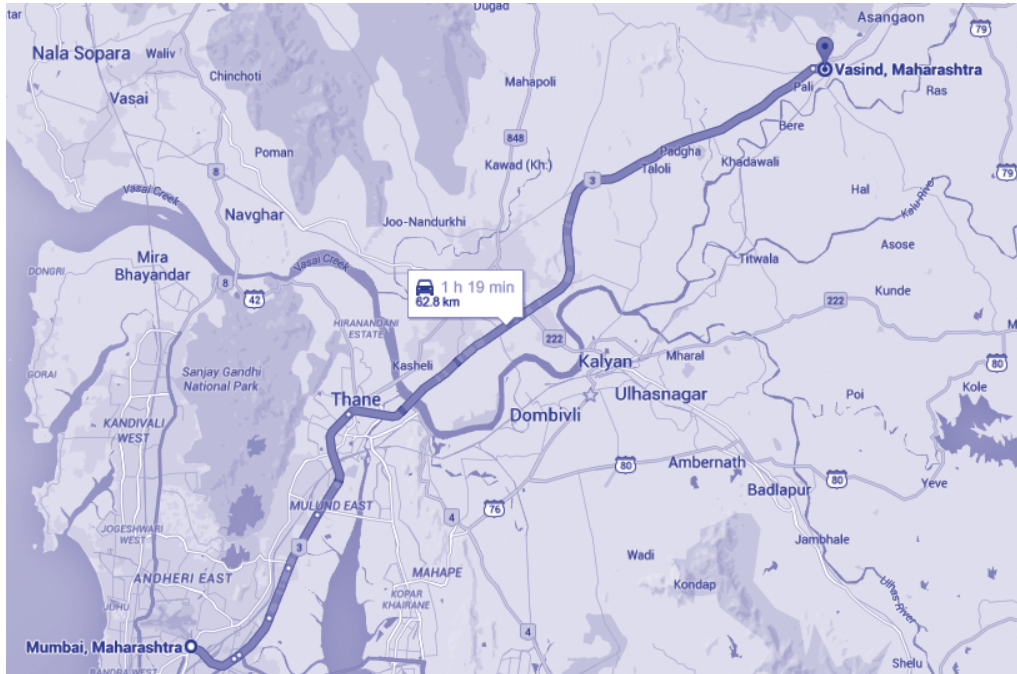 Dugad
Asangaon
tar
79
Nala Sopara
Waliv
Chinchoti
Mahapoli
Vasind, Maharashtra
Vasai
Pali
Ras
Bere
848
Poman
Kawad (Kh.)
Padgha
Taloli
Khadawali
8
3
79
Vasai Creek
Hal
Kalu River
Navghar
Joo-Nandurkhi
Asose
Mira
Bhayandar
Vasai Creek
Titwala
DONGRI
8
42
1 h 19 min
62.8 km
Kunde
222
HIRANANDANI
ESTATE
222
M
Kasheli
Kalyan
Mharal
80
GORAI
Sanjay Gandhi
National Park
Thane
Ulhasnagar
Poi
Kole
Dombivli
KANDIVALI
WEST
80
Ambernath
80
Yeve
Badlapur
MULUND EAST
76
4
JOGESHWARI
WEST
3
Jambhale
Wadi
ANDHERI EAST
MAHAPE
Kondap
Ulhas River
KOPAR
KHAIRANE
JUHU
4
Mumbai, Maharashtra
Shelu
BANDRA WEST